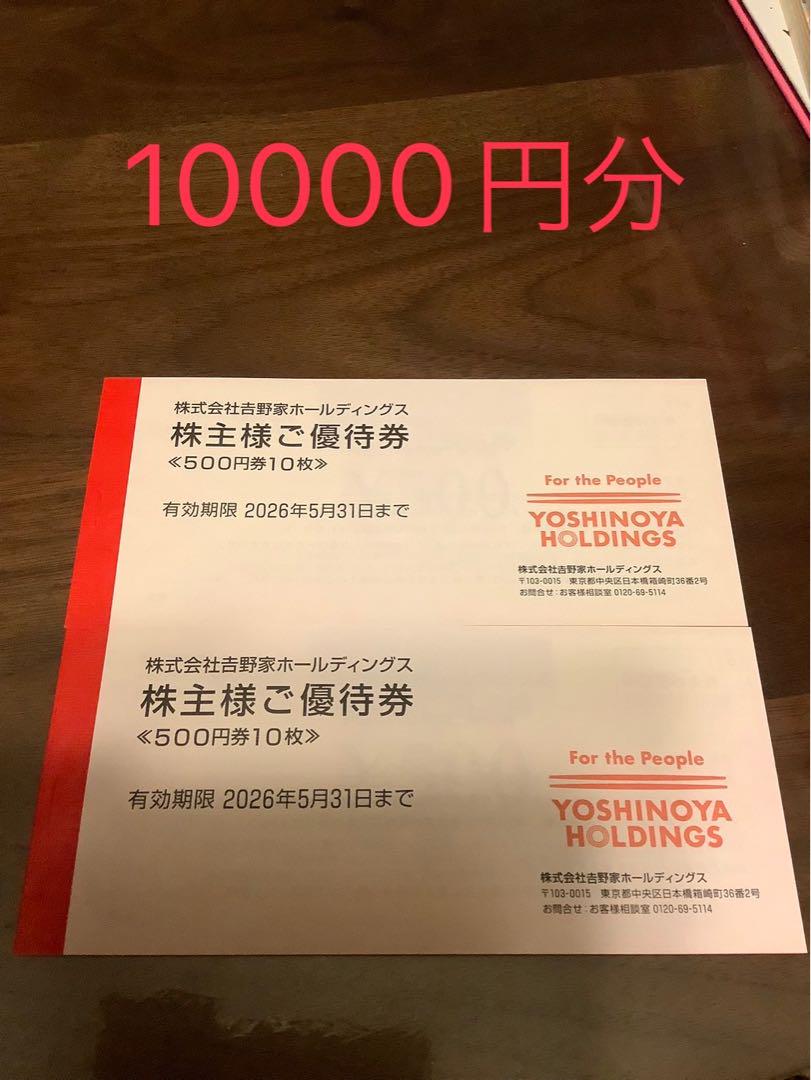 10000円分
株式会社𠮷野家ホールディングス
株主様ご優待券
≪500円券10枚≫
有効期限 2026年5月31日まで
For the People
YOSHINOYA
HOLDINGS
株式会社𠮷野家ホールディングス
〒103-0015 東京都中央区日本橋箱崎町36番2号
お問合せ：お客様相談室 0120-69-5114
株式会社𠮷野家ホールディングス
株主様ご優待券
≪500円券10枚≫
有効期限 2026年5月31日まで
For the People
YOSHINOYA
HOLDINGS
株式会社𠮷野家ホールディングス
〒103-0015 東京都中央区日本橋箱崎町36番2号
お問合せ：お客様相談室 0120-69-5114